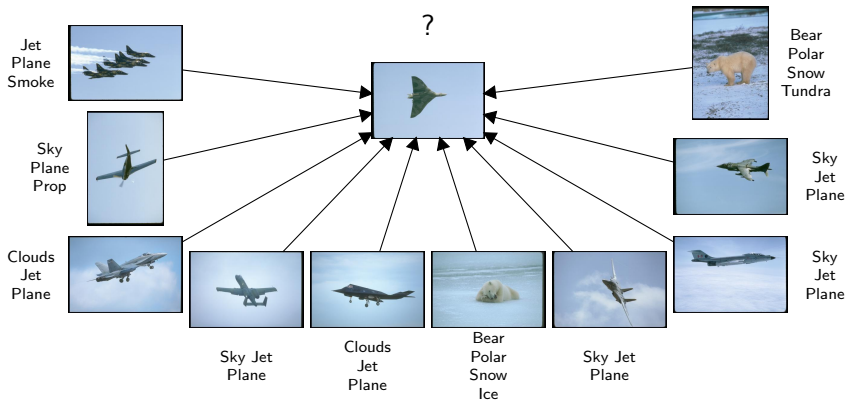 ?
Jet
Plane
Smoke
Bear
Polar
Snow
Tundra
Sky
Plane
Prop
Sky
Jet
Plane
Clouds
Jet
Plane
Sky
Jet
Plane
Sky Jet
Plane
Clouds
Jet
Plane
Bear
Polar
Snow
Ice
Sky Jet
Plane